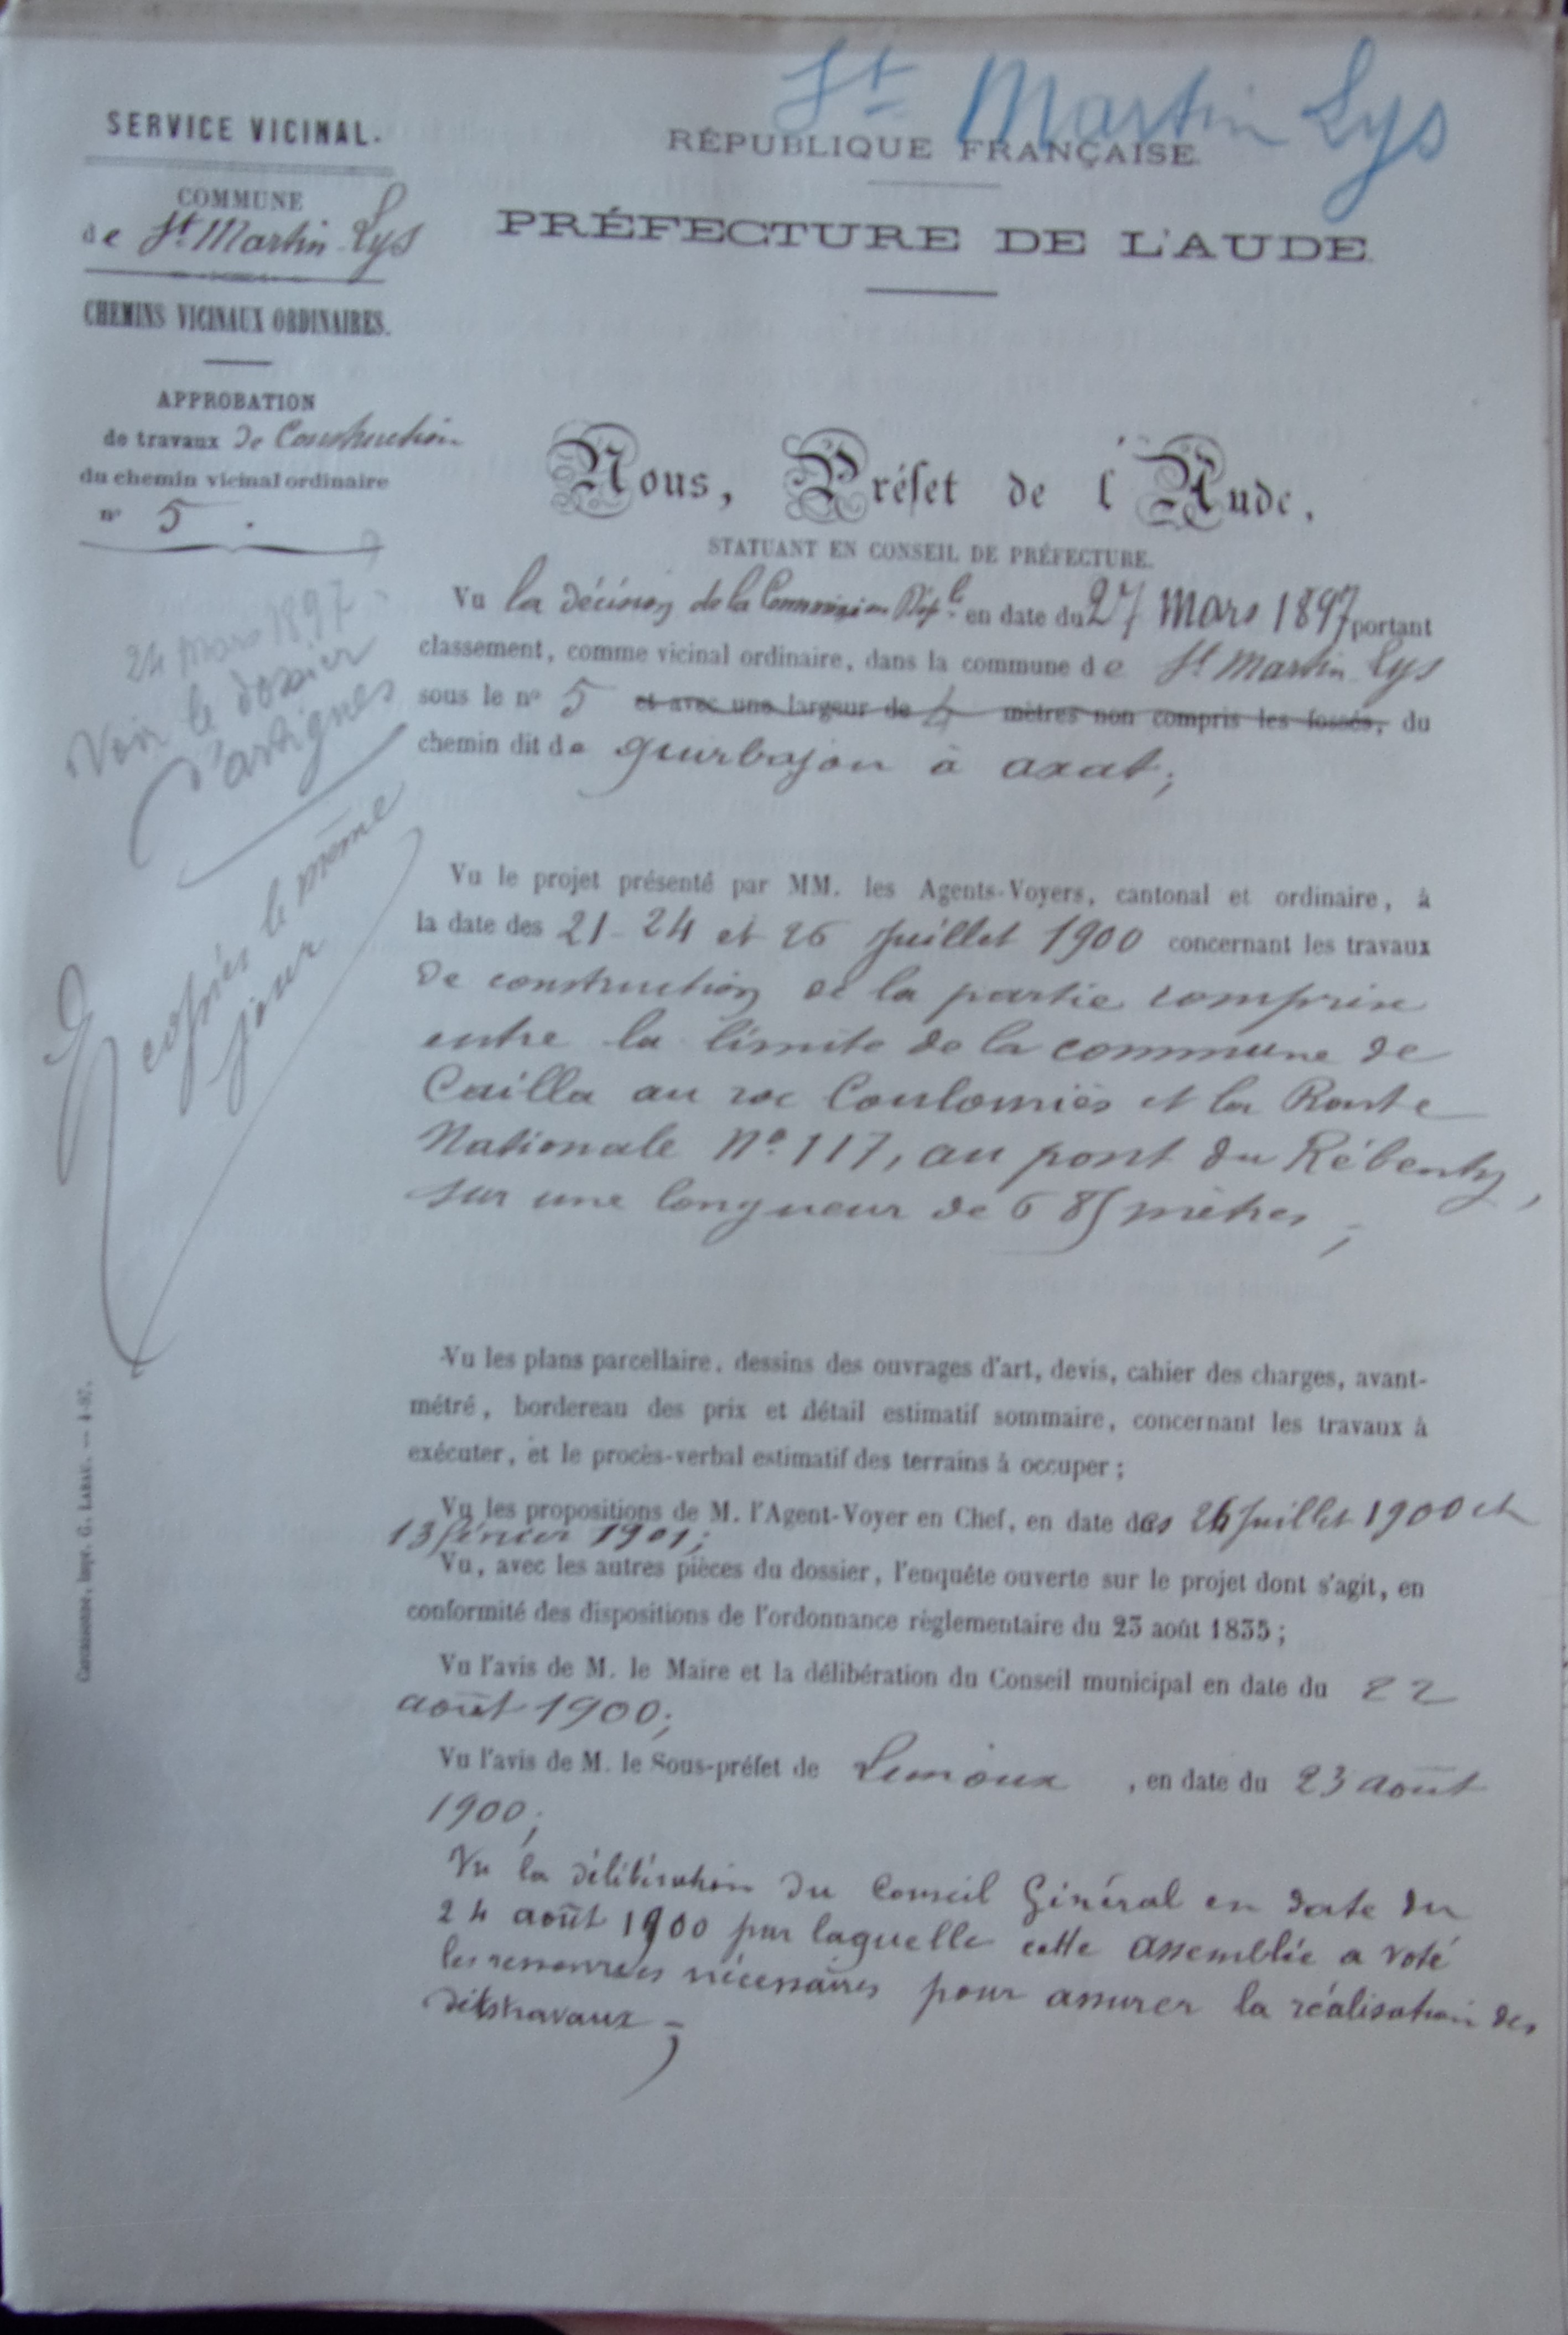 St Martin Lys
SERVICE VICINAL.
COMMUNE
de St Martin Lys
CHEMINS VICINAUX ORDINAIRES.
APPROBATION
de travaux de Construction
du chemin vicinal ordinaire
n° 5.
24 mars 1897
Voir le dossier
d'artigues
copiés le même
jour
Carcassonne, imp. G. LABAU. — 4-97.
RÉPUBLIQUE FRANÇAISE.
PRÉFECTURE DE L'AUDE.
Nous, Préfet de l'Aude,
STATUANT EN CONSEIL DE PRÉFECTURE.
Vu la décision de la Commission Déple en date du 27 mars 1897 portant
classement, comme vicinal ordinaire, dans la commune de St Martin Lys
sous le n° 5 et avec une largeur de 4 mètres non compris les fossés, du
chemin dit de quirbajou à axat;
Vu le projet présenté par MM. les Agents-Voyers, cantonal et ordinaire, à
la date des 21-24 et 26 Juillet 1900 concernant les travaux
de construction de la partie comprise
entre la limite de la commune de
Cailla au roc Coulomiès et la Route
Nationale N° 117, au pont du Rébenty,
sur une longueur de 685 mètres;
Vu les plans parcellaire, dessins des ouvrages d'art, devis, cahier des charges, avant-
métré, bordereau des prix et détail estimatif sommaire, concernant les travaux à
exécuter, et le procès-verbal estimatif des terrains à occuper;
Vu les propositions de M. l'Agent-Voyer en Chef, en date des 26 Juillet 1900 et
13 février 1901;
Vu, avec les autres pièces du dossier, l'enquête ouverte sur le projet dont s'agit, en
conformité des dispositions de l'ordonnance règlementaire du 23 août 1835;
Vu l'avis de M. le Maire et la délibération du Conseil municipal en date du 22
août 1900;
Vu l'avis de M. le Sous-préfet de Limoux, en date du 23 août
1900;
Vu la délibération du Conseil Général en date du
24 août 1900 par laquelle cette assemblée a voté
les ressources nécessaires pour assurer la réalisation des
dits travaux;